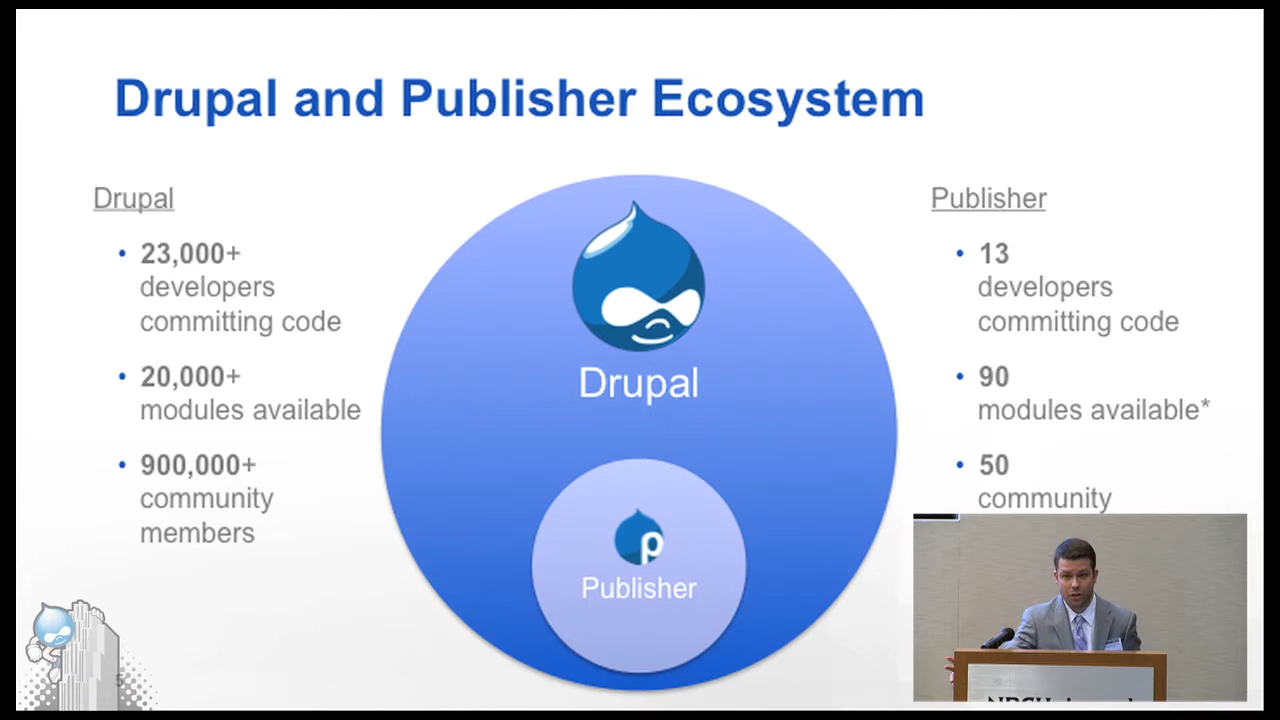 Drupal and Publisher Ecosystem
Drupal
• 23,000+
developers
committing code
• 20,000+
modules available
• 900,000+
community
members
Drupal
Publisher
Publisher
• 13
developers
committing code
• 90
modules available*
• 50
community
5